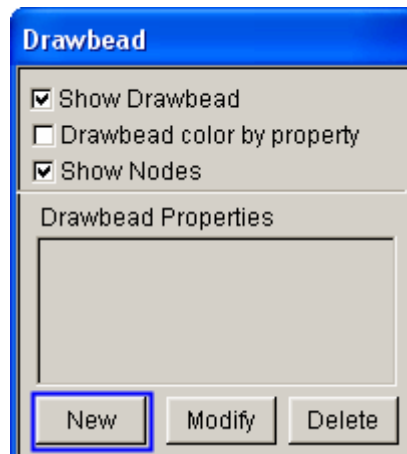 Drawbead
Show Drawbead
Drawbead color by property
Show Nodes
Drawbead Properties
New Modify Delete